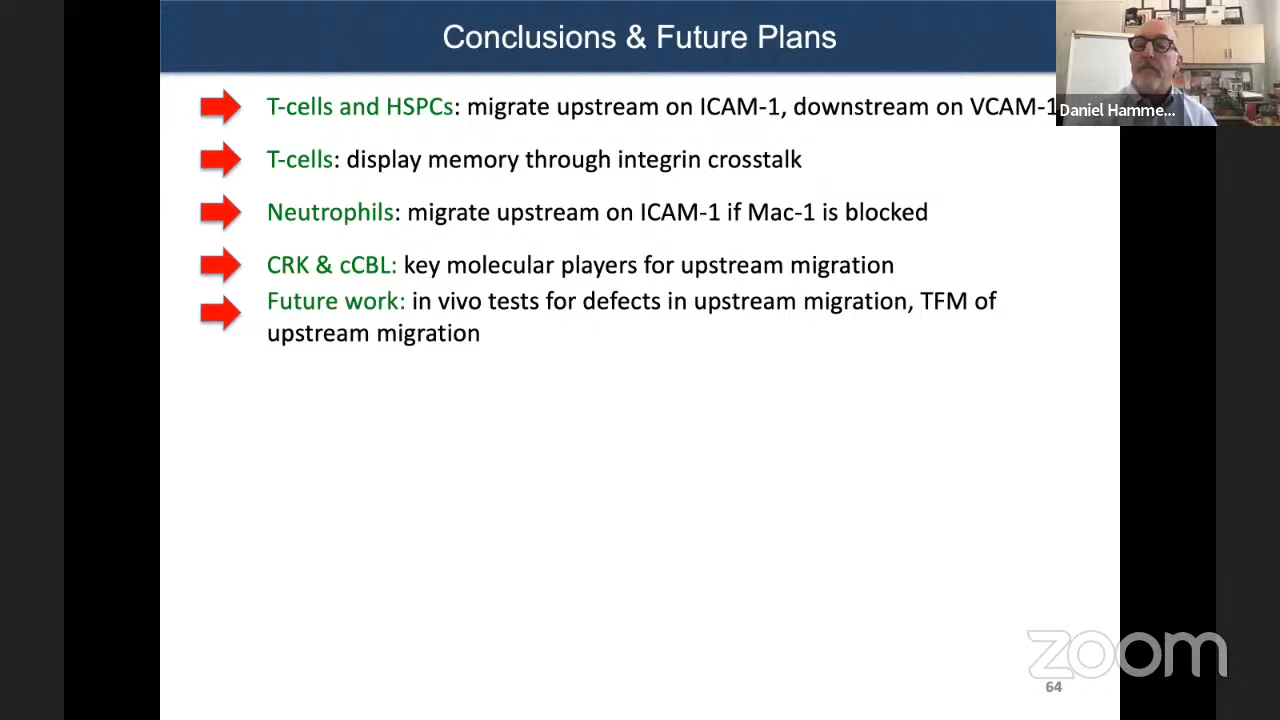 Conclusions & Future Plans
T-cells and HSPCs: migrate upstream on ICAM-1, downstream on VCAM-1
Daniel Hamme...
T-cells: display memory through integrin crosstalk
Neutrophils: migrate upstream on ICAM-1 if Mac-1 is blocked
CRK & cCBL: key molecular players for upstream migration
Future work: in vivo tests for defects in upstream migration, TFM of
upstream migration
zoom
64